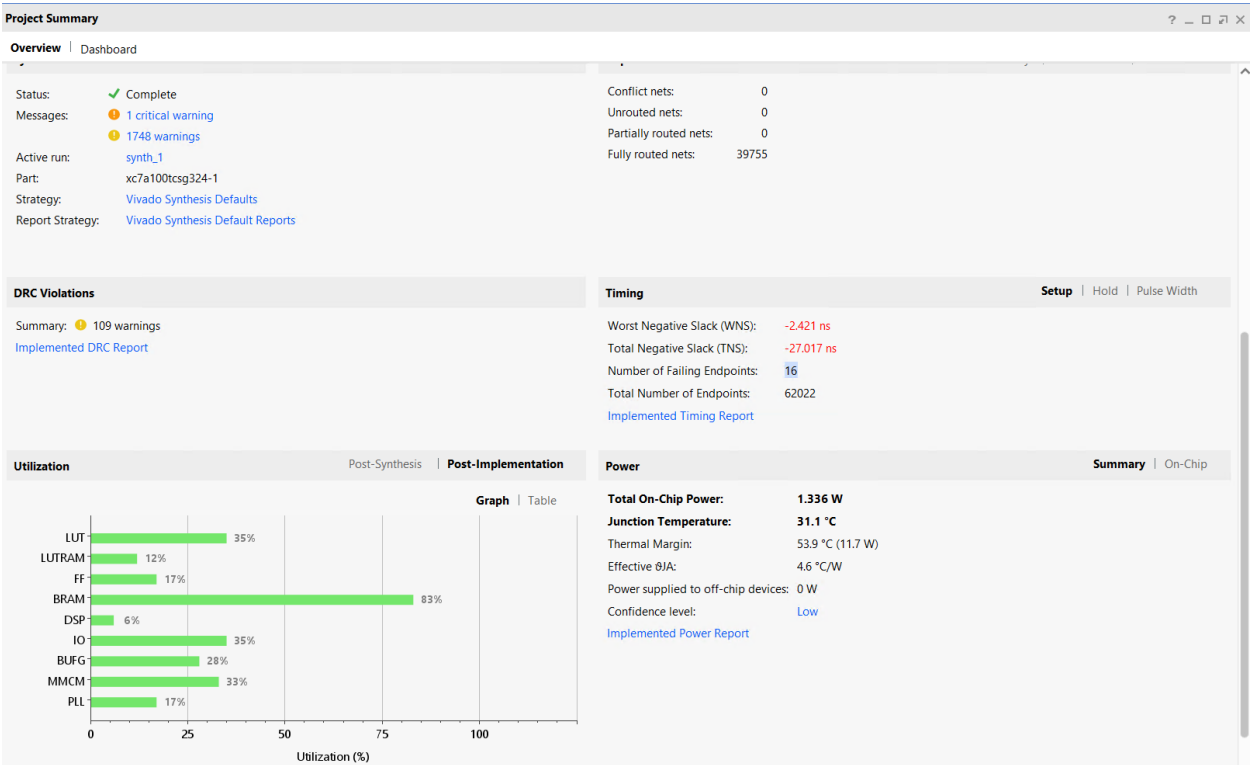 Project Summary
Overview | Dashboard
Status: Complete
Messages: 1 critical warning
1748 warnings
Active run: synth_1
Part: xc7a100tcsg324-1
Strategy: Vivado Synthesis Defaults
Report Strategy: Vivado Synthesis Default Reports
Conflict nets: 0
Unrouted nets: 0
Partially routed nets: 0
Fully routed nets: 39755
DRC Violations
Summary: 109 warnings
Implemented DRC Report
Timing Setup | Hold | Pulse Width
Worst Negative Slack (WNS): -2.421 ns
Total Negative Slack (TNS): -27.017 ns
Number of Failing Endpoints: 16
Total Number of Endpoints: 62022
Implemented Timing Report
Utilization Post-Synthesis | Post-Implementation
Graph | Table
LUT 35%
LUTRAM 12%
FF 17%
BRAM 83%
DSP 6%
IO 35%
BUFG 28%
MMCM 33%
PLL 17%
0 25 50 75 100
Utilization (%)
Power Summary | On-Chip
Total On-Chip Power: 1.336 W
Junction Temperature: 31.1 °C
Thermal Margin: 53.9 °C (11.7 W)
Effective ϑJA: 4.6 °C/W
Power supplied to off-chip devices: 0 W
Confidence level: Low
Implemented Power Report